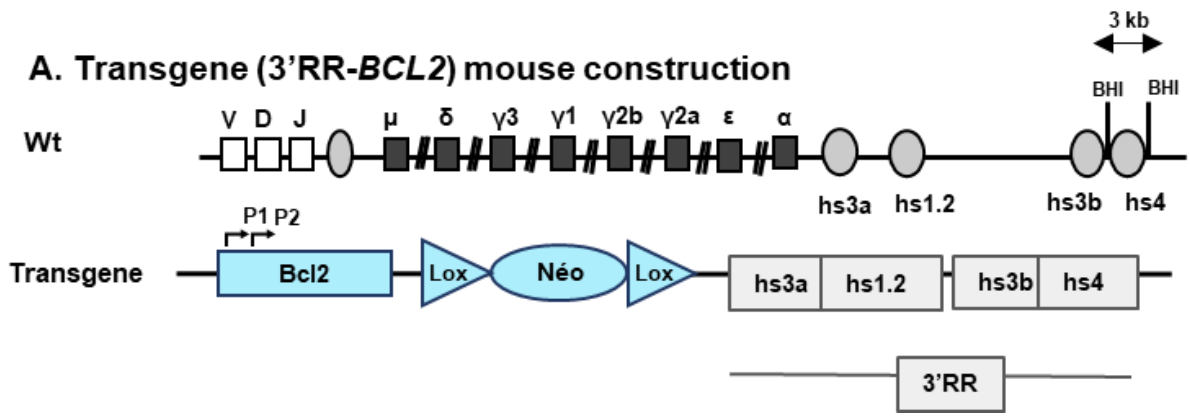 3 kb
A. Transgene (3'RR-BCL2) mouse construction
BHI BHI
V D J μ δ γ3 γ1 γ2b γ2a ε α
Wt
hs3a hs1.2 hs3b hs4
P1 P2
Transgene Bcl2 Lox Néo Lox hs3a hs1.2 hs3b hs4
3'RR